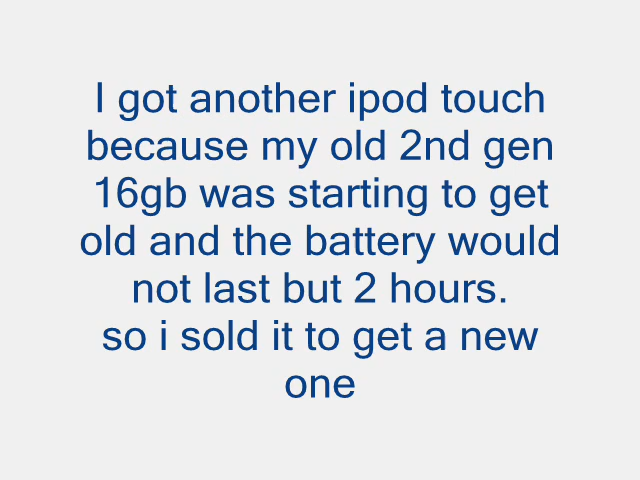 I got another ipod touch
because my old 2nd gen
16gb was starting to get
old and the battery would
not last but 2 hours.
so i sold it to get a new
one